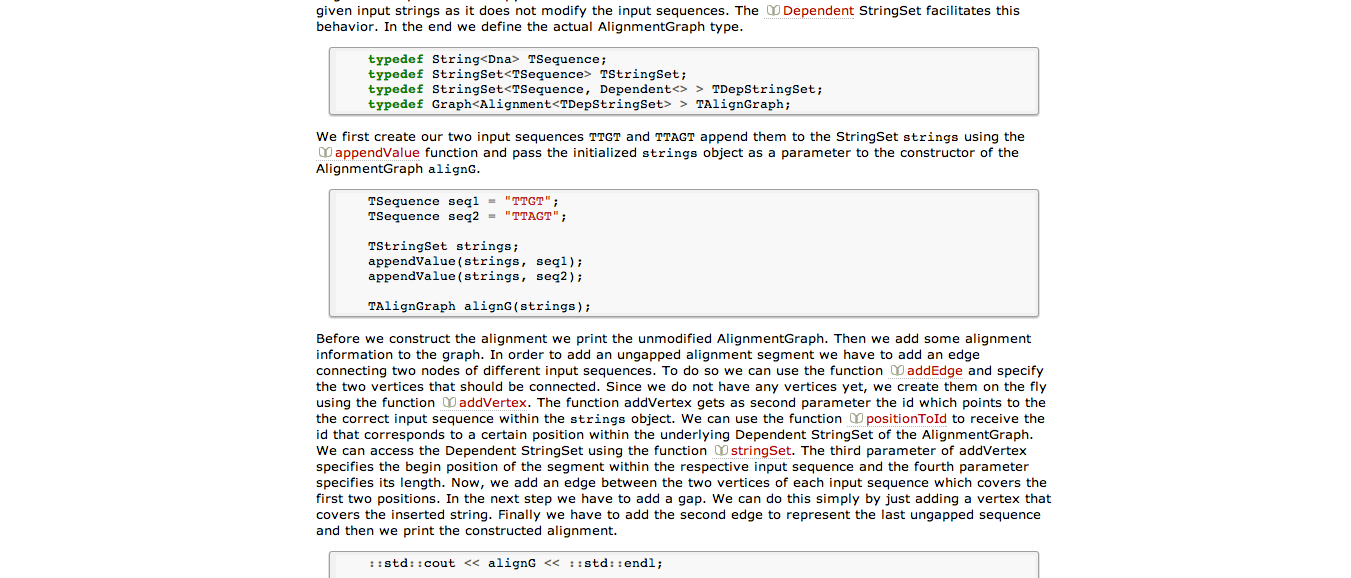 given input strings as it does not modify the input sequences. The Dependent StringSet facilitates this
behavior. In the end we define the actual AlignmentGraph type.
typedef String<Dna> TSequence;
typedef StringSet<TSequence> TStringSet;
typedef StringSet<TSequence, Dependent<> > TDepStringSet;
typedef Graph<Alignment<TDepStringSet> > TAlignGraph;
We first create our two input sequences TTGT and TTAGT append them to the StringSet strings using the
appendValue function and pass the initialized strings object as a parameter to the constructor of the
AlignmentGraph alignG.
TSequence seq1 = "TTGT";
TSequence seq2 = "TTAGT";
TStringSet strings;
appendValue(strings, seq1);
appendValue(strings, seq2);
TAlignGraph alignG(strings);
Before we construct the alignment we print the unmodified AlignmentGraph. Then we add some alignment
information to the graph. In order to add an ungapped alignment segment we have to add an edge
connecting two nodes of different input sequences. To do so we can use the function addEdge and specify
the two vertices that should be connected. Since we do not have any vertices yet, we create them on the fly
using the function addVertex. The function addVertex gets as second parameter the id which points to the
the correct input sequence within the strings object. We can use the function positionToId to receive the
id that corresponds to a certain position within the underlying Dependent StringSet of the AlignmentGraph.
We can access the Dependent StringSet using the function stringSet. The third parameter of addVertex
specifies the begin position of the segment within the respective input sequence and the fourth parameter
specifies its length. Now, we add an edge between the two vertices of each input sequence which covers the
first two positions. In the next step we have to add a gap. We can do this simply by just adding a vertex that
covers the inserted string. Finally we have to add the second edge to represent the last ungapped sequence
and then we print the constructed alignment.
::std::cout << alignG << ::std::endl;